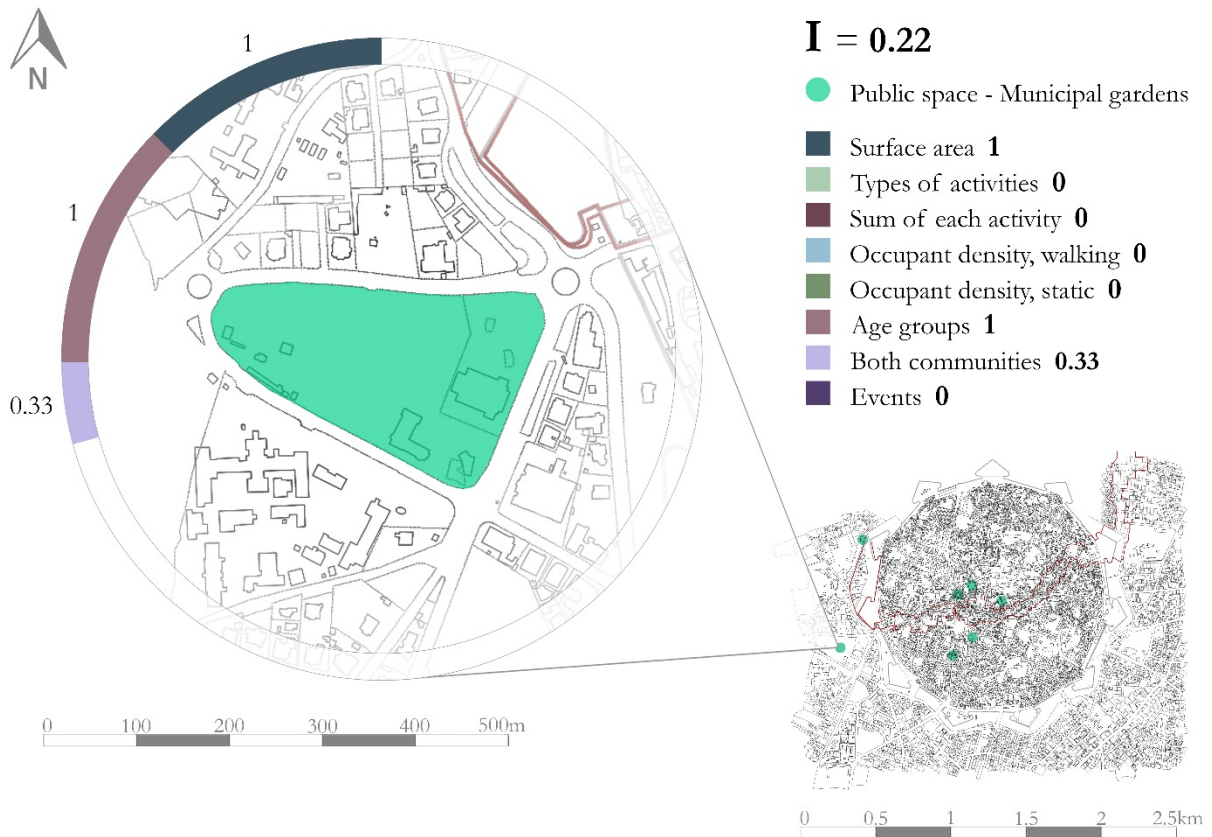 N
1
1
0.33
0 100 200 300 400 500m
I = 0.22
Public space - Municipal gardens
Surface area 1
Types of activities 0
Sum of each activity 0
Occupant density, walking 0
Occupant density, static 0
Age groups 1
Both communities 0.33
Events 0
0 0.5 1 1.5 2 2.5km